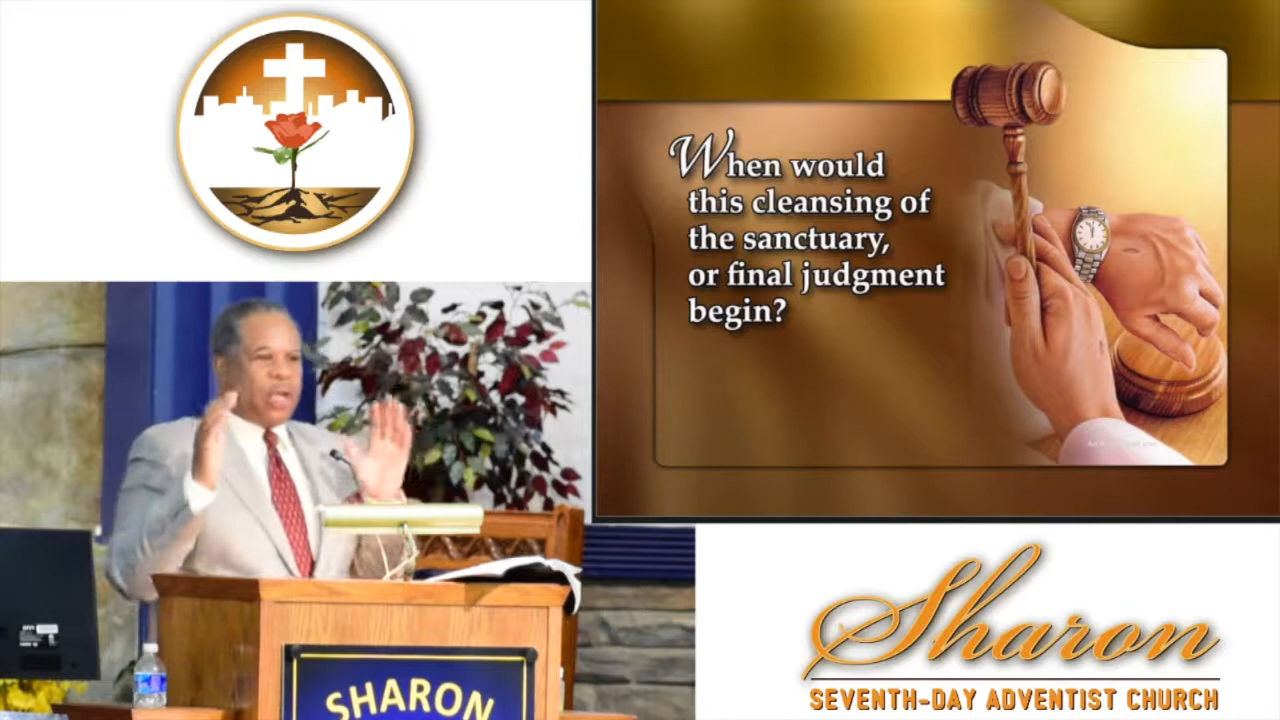 When would
this cleansing of
the sanctuary,
or final judgment
begin?
SHARON
Sharon
SEVENTH-DAY ADVENTIST CHURCH